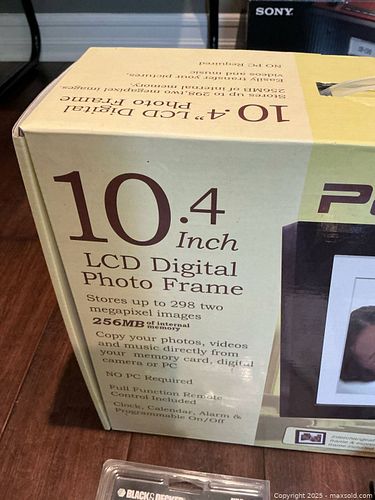 SONY
NO PC Required
Easily transfer your pictures,
videos and music
256MB of internal memory.
Stores up to 298 two megapixel images.
10.4" LCD Digital
Photo Frame
10.4
Inch
LCD Digital
Photo Frame
Stores up to 298 two
megapixel images
256MB of internal
memory
Copy your photos, videos
and music directly from
your memory card, digital
camera or PC
NO PC Required
Full Function Remote
Control Included
Clock, Calendar, Alarm &
Programmable On/Off
BLACK & DECKER
Copyright 2025 - maxsold.com